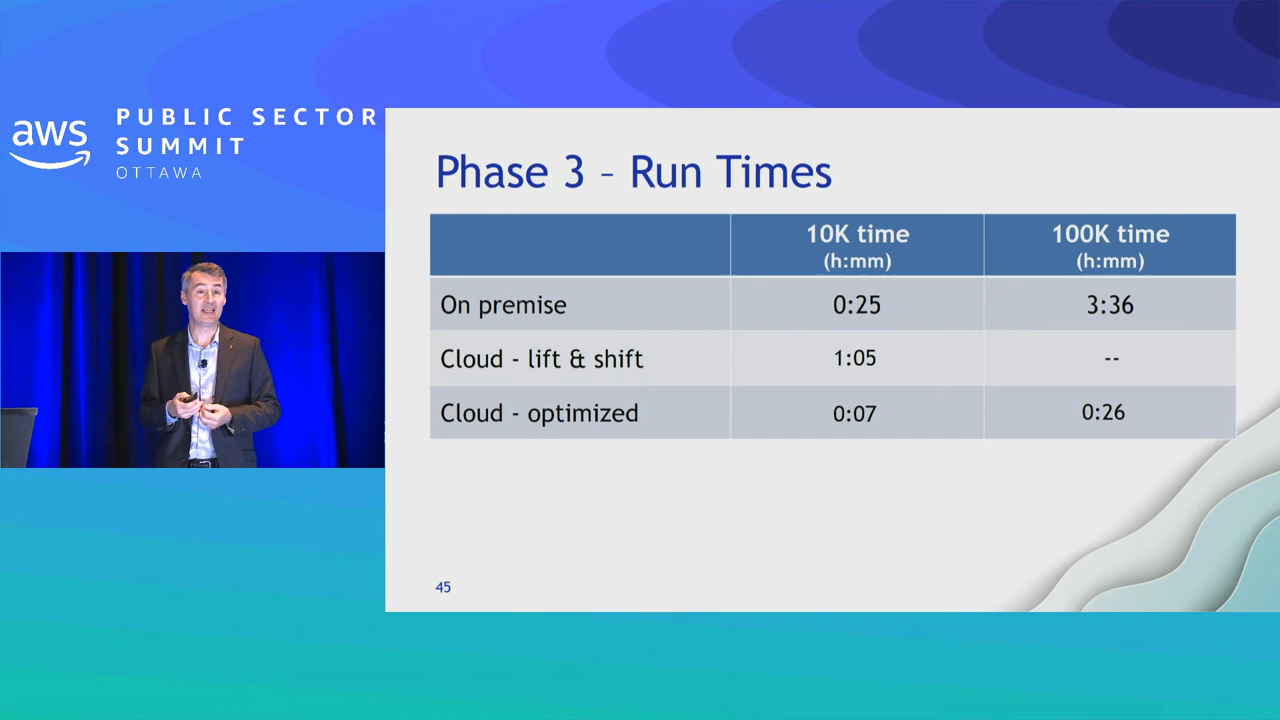 aws
PUBLIC SECTOR
SUMMIT
OTTAWA
Phase 3 – Run Times
10K time
(h:mm)
100K time
(h:mm)
On premise 0:25 3:36
Cloud - lift & shift 1:05 --
Cloud - optimized 0:07 0:26
45